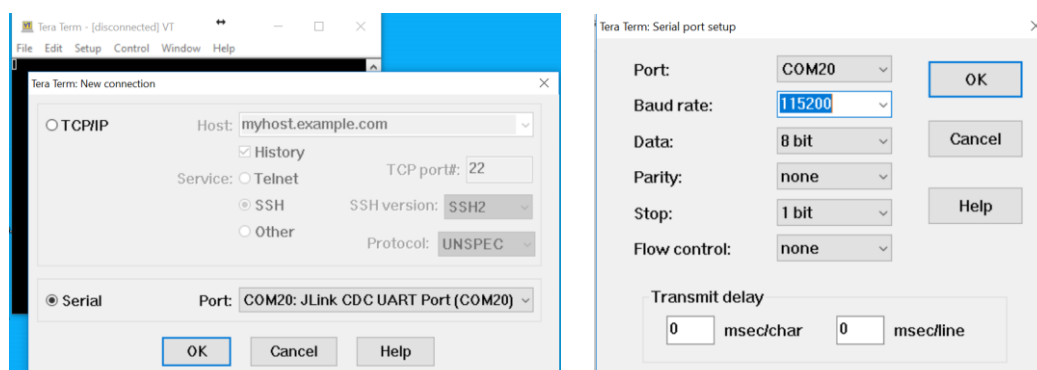 Tera Term - [disconnected] VT
File Edit Setup Control Window Help
Tera Term: New connection
TCP/IP Host: myhost.example.com
History
Service: Telnet TCP port#: 22
SSH SSH version: SSH2
Other Protocol: UNSPEC
Serial Port: COM20: JLink CDC UART Port (COM20)
OK Cancel Help
Tera Term: Serial port setup
Port: COM20 OK
Baud rate: 115200
Data: 8 bit Cancel
Parity: none
Stop: 1 bit Help
Flow control: none
Transmit delay
0 msec/char 0 msec/line